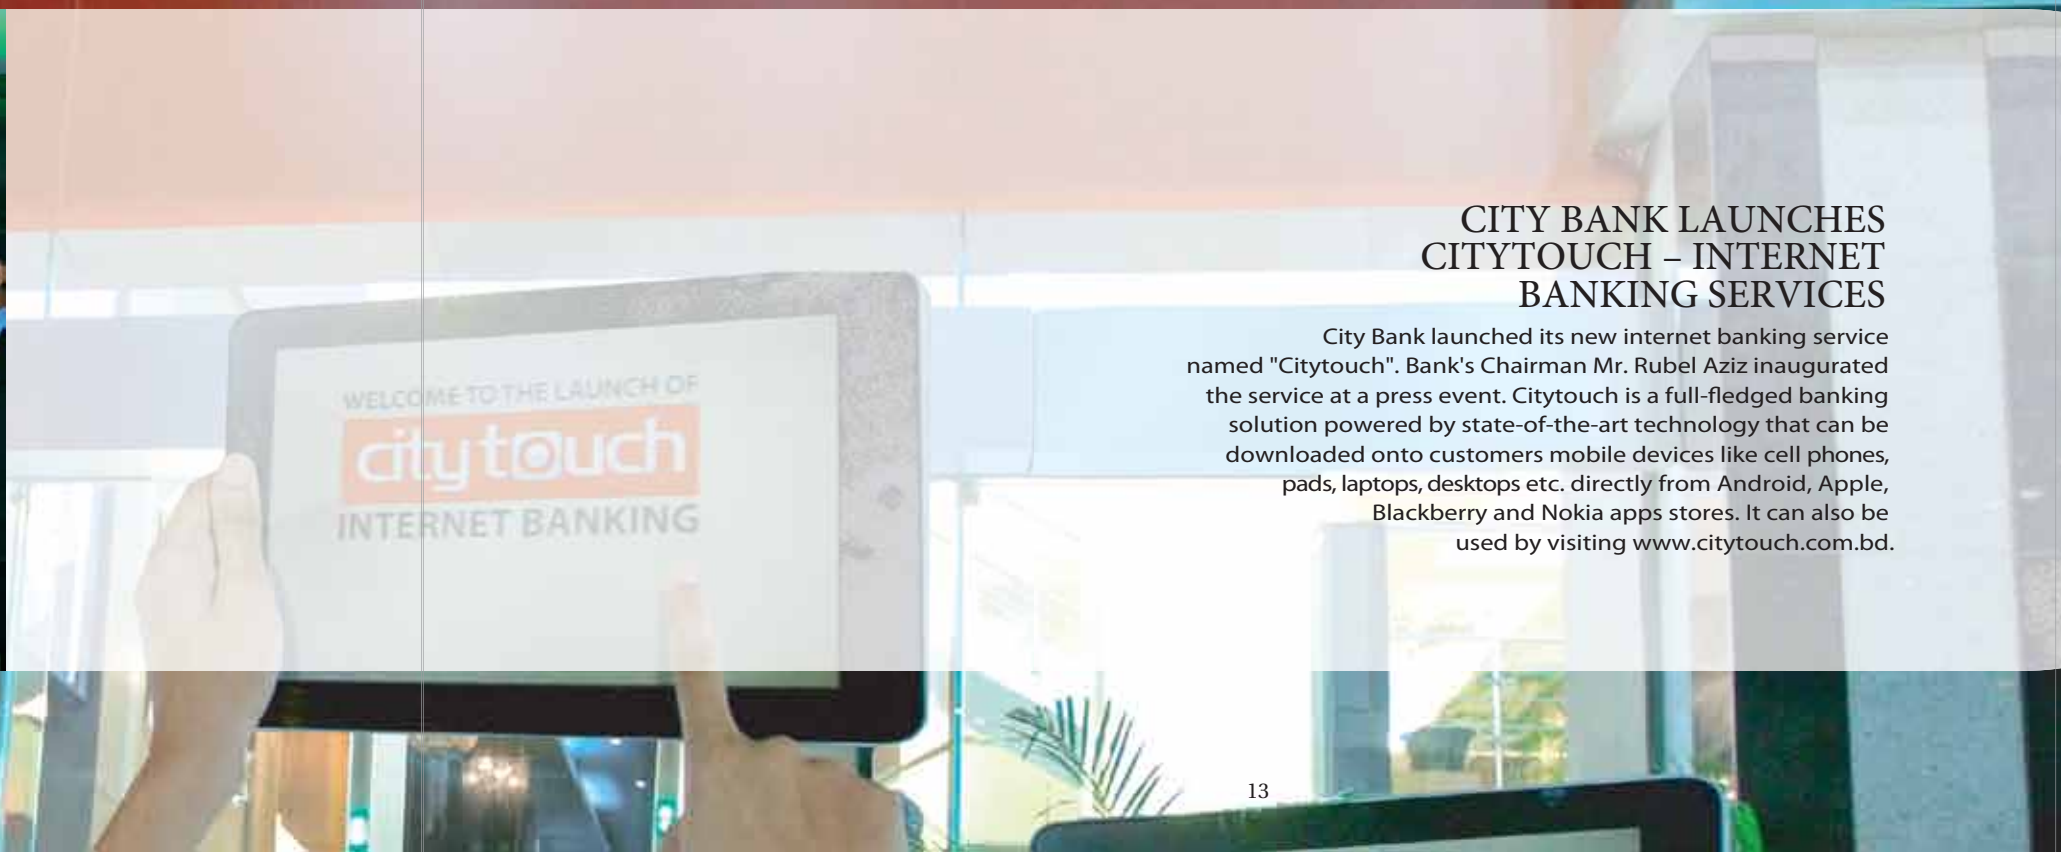 CITY BANK LAUNCHES
CITYTOUCH – INTERNET
BANKING SERVICES
City Bank launched its new internet banking service
named "Citytouch". Bank's Chairman Mr. Rubel Aziz inaugurated
the service at a press event. Citytouch is a full-fledged banking
solution powered by state-of-the-art technology that can be
downloaded onto customers mobile devices like cell phones,
pads, laptops, desktops etc. directly from Android, Apple,
Blackberry and Nokia apps stores. It can also be
used by visiting www.citytouch.com.bd.
WELCOME TO THE LAUNCH OF
citytouch
INTERNET BANKING
13